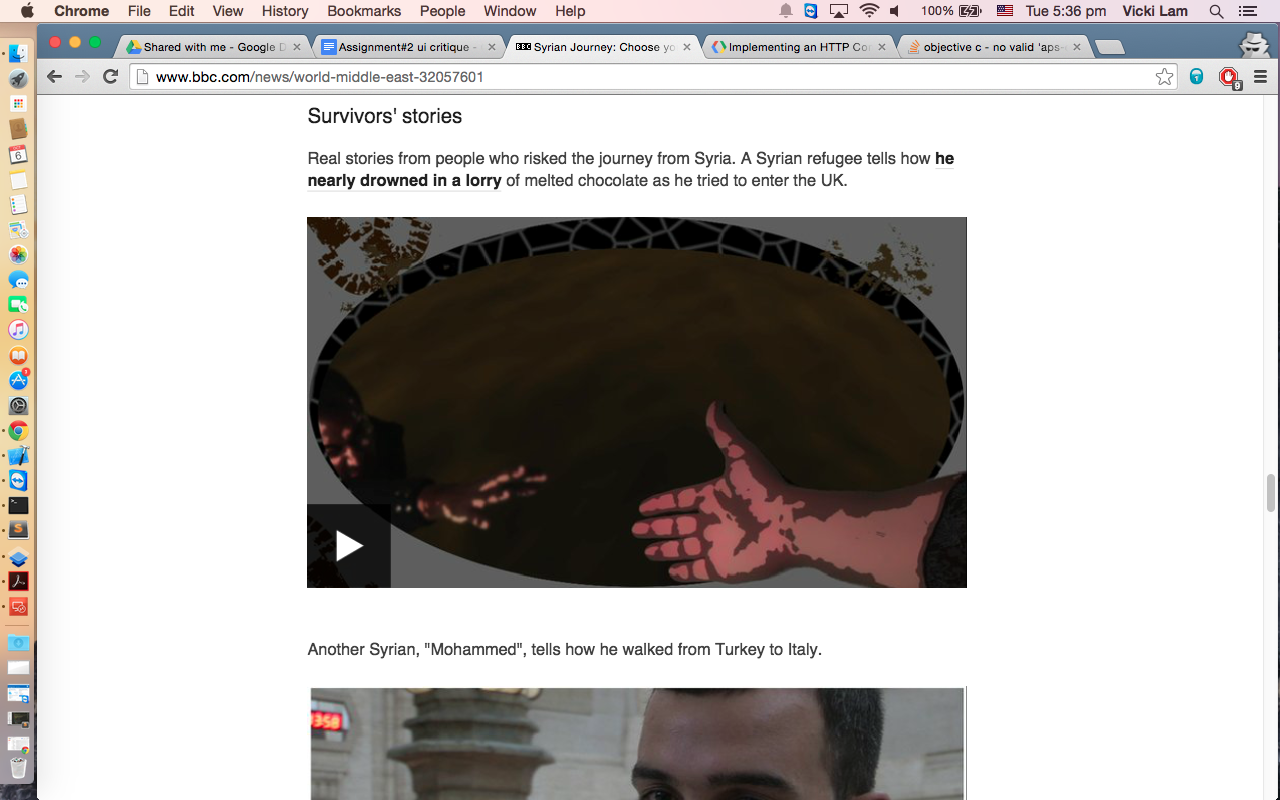 Chrome File Edit View History Bookmarks People Window Help 100% Tue 5:36 pm Vicki Lam
Shared with me - Google D
Assignment#2 ui critique -
BBC Syrian Journey: Choose yo
Implementing an HTTP Co
objective c - no valid 'aps-
www.bbc.com/news/world-middle-east-32057601
9
Survivors' stories
Real stories from people who risked the journey from Syria. A Syrian refugee tells how he
nearly drowned in a lorry of melted chocolate as he tried to enter the UK.
Another Syrian, "Mohammed", tells how he walked from Turkey to Italy.
6